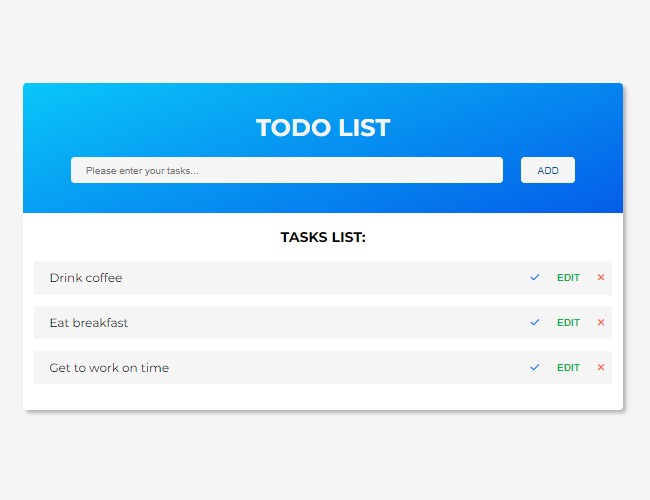 TODO LIST
Please enter your tasks...
ADD
TASKS LIST:
Drink coffee
EDIT
Eat breakfast
EDIT
Get to work on time
EDIT